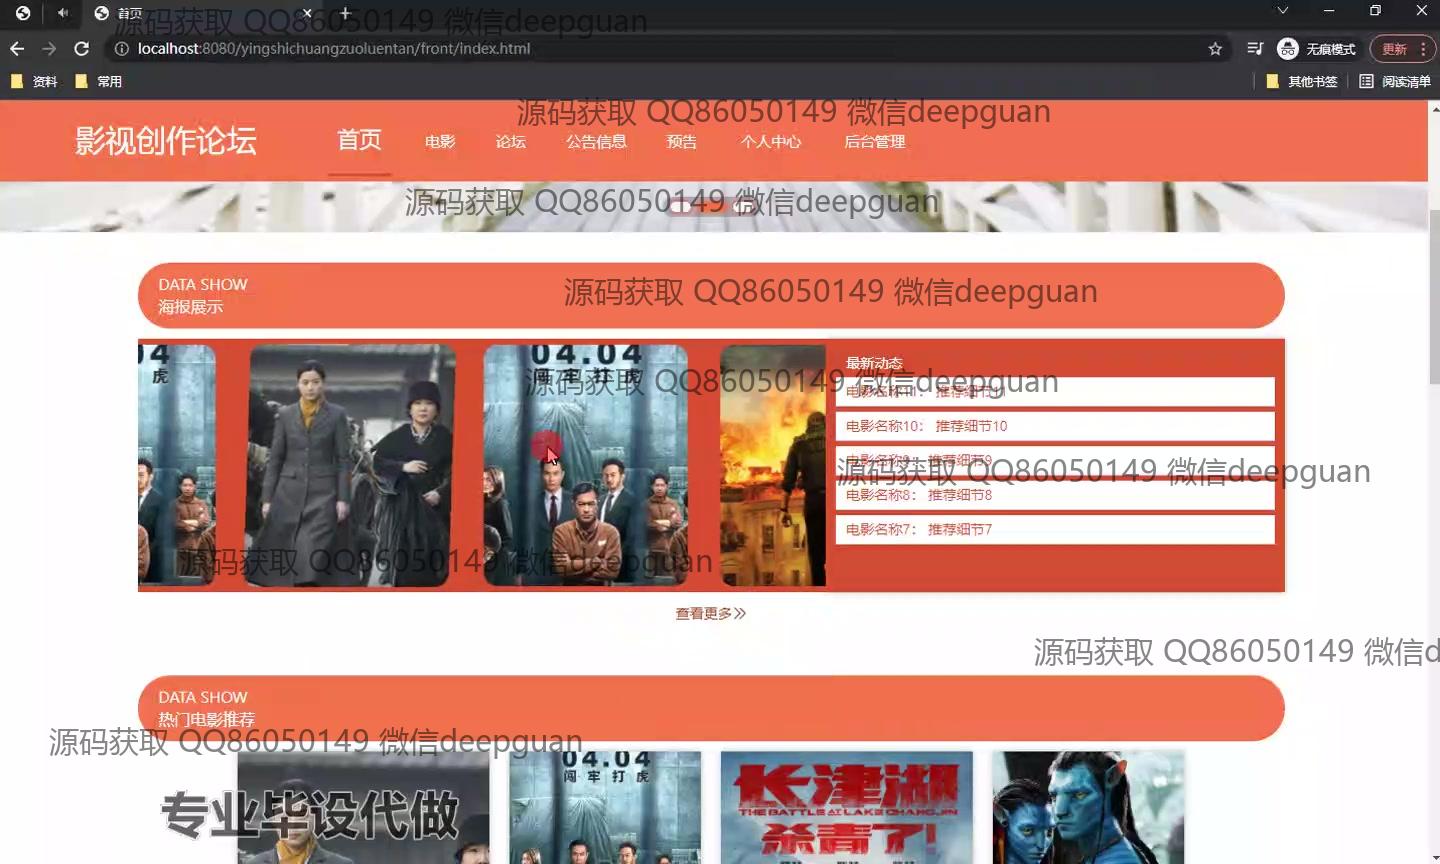 首页
localhost:8080/yingshichuangzuoluentan/front/index.html
无痕模式
更新
资料
常用
其他书签
阅读清单
源码获取 QQ86050149 微信deepguan
源码获取 QQ86050149 微信deepguan
影视创作论坛
首页
电影
论坛
公告信息
预告
个人中心
后台管理
源码获取 QQ86050149 微信deepguan
DATA SHOW
海报展示
源码获取 QQ86050149 微信deepguan
04
虎
04.04
闯牢打虎
最新动态
源码获取 QQ86050149 微信deepguan
电影名称11： 推荐细节11
电影名称10： 推荐细节10
电影名称9： 推荐细节9
源码获取 QQ86050149 微信deepguan
电影名称8： 推荐细节8
电影名称7： 推荐细节7
源码获取 QQ86050149 微信deepguan
查看更多
源码获取 QQ86050149 微信d
DATA SHOW
热门电影推荐
源码获取 QQ86050149 微信deepguan
04.04
闯牢打虎
长津湖
THE BATTLE AT LAKE CHANGJIN
杀青了!
专业毕设代做